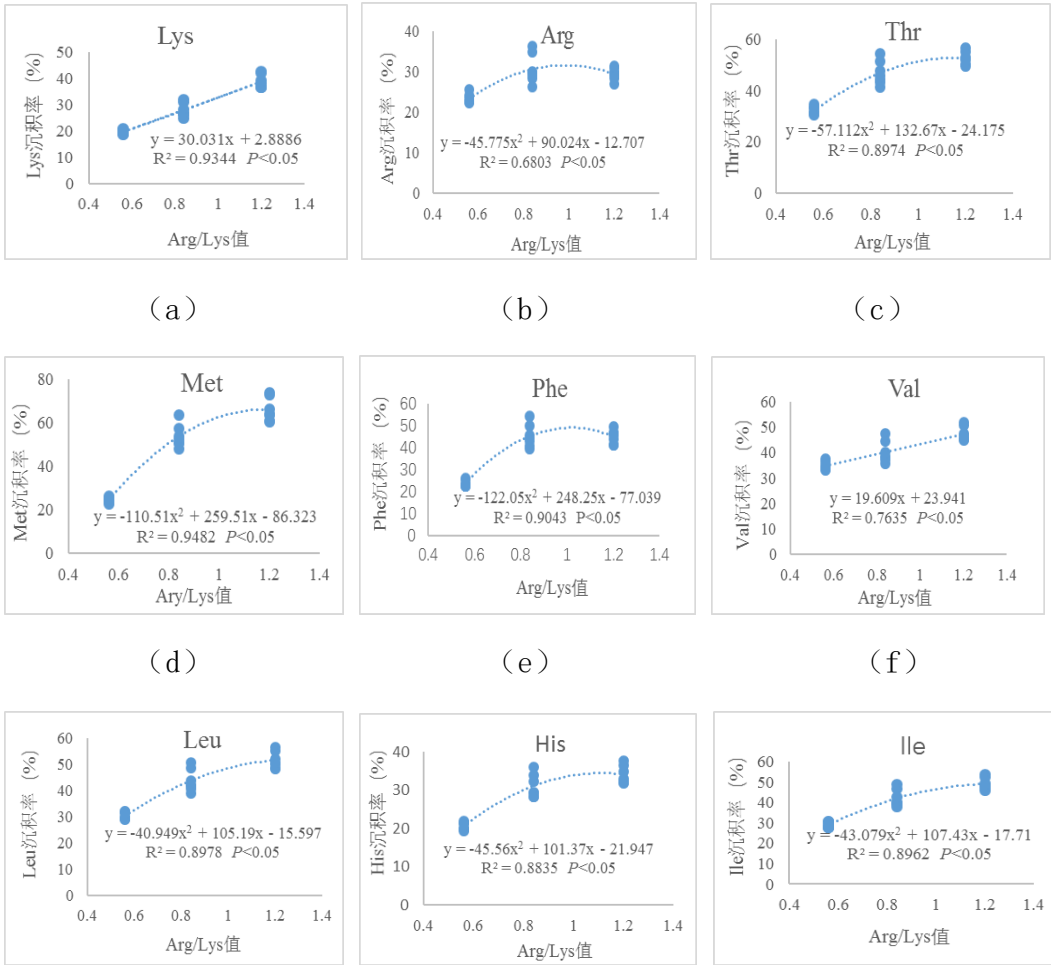 Lys
Lys沉积率（%）
50
40
30
20
10
0
y = 30.031x + 2.8886
R² = 0.9344 P<0.05
0.4 0.6 0.8 1.0 1.2 1.4
Arg/Lys值
（a）
Arg
Arg沉积率（%）
40
30
20
10
0
y = -45.775x² + 90.024x - 12.707
R² = 0.6803 P<0.05
0.4 0.6 0.8 1 1.2 1.4
Arg/Lys值
（b）
Thr
Thr沉积率（%）
60
40
20
0
y = -57.112x² + 132.67x - 24.175
R² = 0.8974 P<0.05
0.4 0.6 0.8 1 1.2 1.4
Arg/Lys值
（c）
Met
Met沉积率（%）
80
60
40
20
0
y = -110.51x² + 259.51x - 86.323
R² = 0.9482 P<0.05
0.4 0.6 0.8 1 1.2 1.4
Ary/Lys值
（d）
Phe
Phe沉积率（%）
60
50
40
30
20
10
0
y = -122.05x² + 248.25x - 77.039
R² = 0.9043 P<0.05
0.4 0.6 0.8 1 1.2 1.4
Arg/Lys值
（e）
Val
Val沉积率（%）
60
50
40
30
20
10
0
y = 19.609x + 23.941
R² = 0.7635 P<0.05
0.4 0.6 0.8 1 1.2 1.4
Arg/Lys值
（f）
Leu
Leu沉积率（%）
60
50
40
30
20
10
0
y = -40.949x² + 105.19x - 15.597
R² = 0.8978 P<0.05
0.4 0.6 0.8 1 1.2 1.4
Arg/Lys值
His
His沉积率（%）
40
30
20
10
0
y = -45.56x² + 101.37x - 21.947
R² = 0.8835 P<0.05
0.4 0.6 0.8 1 1.2 1.4
Arg/Lys值
Ile
Ile沉积率（%）
60
50
40
30
20
10
0
y = -43.079x² + 107.43x - 17.71
R² = 0.8962 P<0.05
0.4 0.6 0.8 1 1.2 1.4
Arg/Lys值